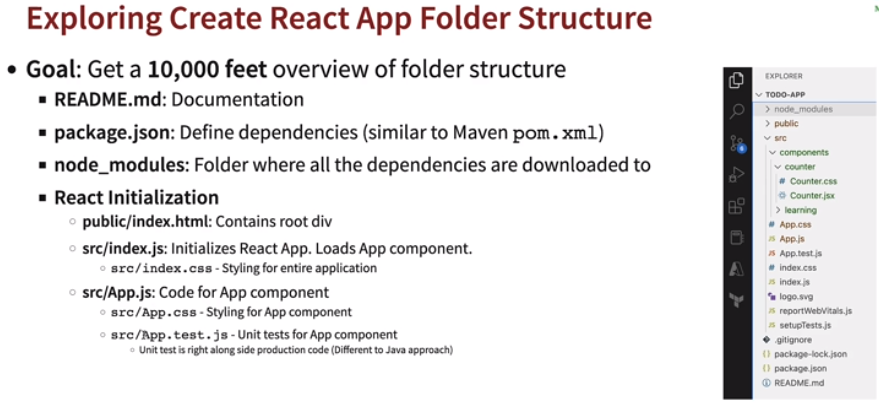 Exploring Create React App Folder Structure
• Goal: Get a 10,000 feet overview of folder structure
▪ README.md: Documentation
▪ package.json: Define dependencies (similar to Maven pom.xml)
▪ node_modules: Folder where all the dependencies are downloaded to
▪ React Initialization
○ public/index.html: Contains root div
○ src/index.js: Initializes React App. Loads App component.
○ src/index.css - Styling for entire application
○ src/App.js: Code for App component
○ src/App.css - Styling for App component
○ src/App.test.js - Unit tests for App component
○ Unit test is right along side production code (Different to Java approach)
EXPLORER
TODO-APP
node_modules
public
src
components
counter
# Counter.css
Counter.jsx
learning
# App.css
JS App.js
JS App.test.js
# index.css
JS index.js
logo.svg
JS reportWebVitals.js
JS setupTests.js
.gitignore
{} package-lock.json
{} package.json
README.md